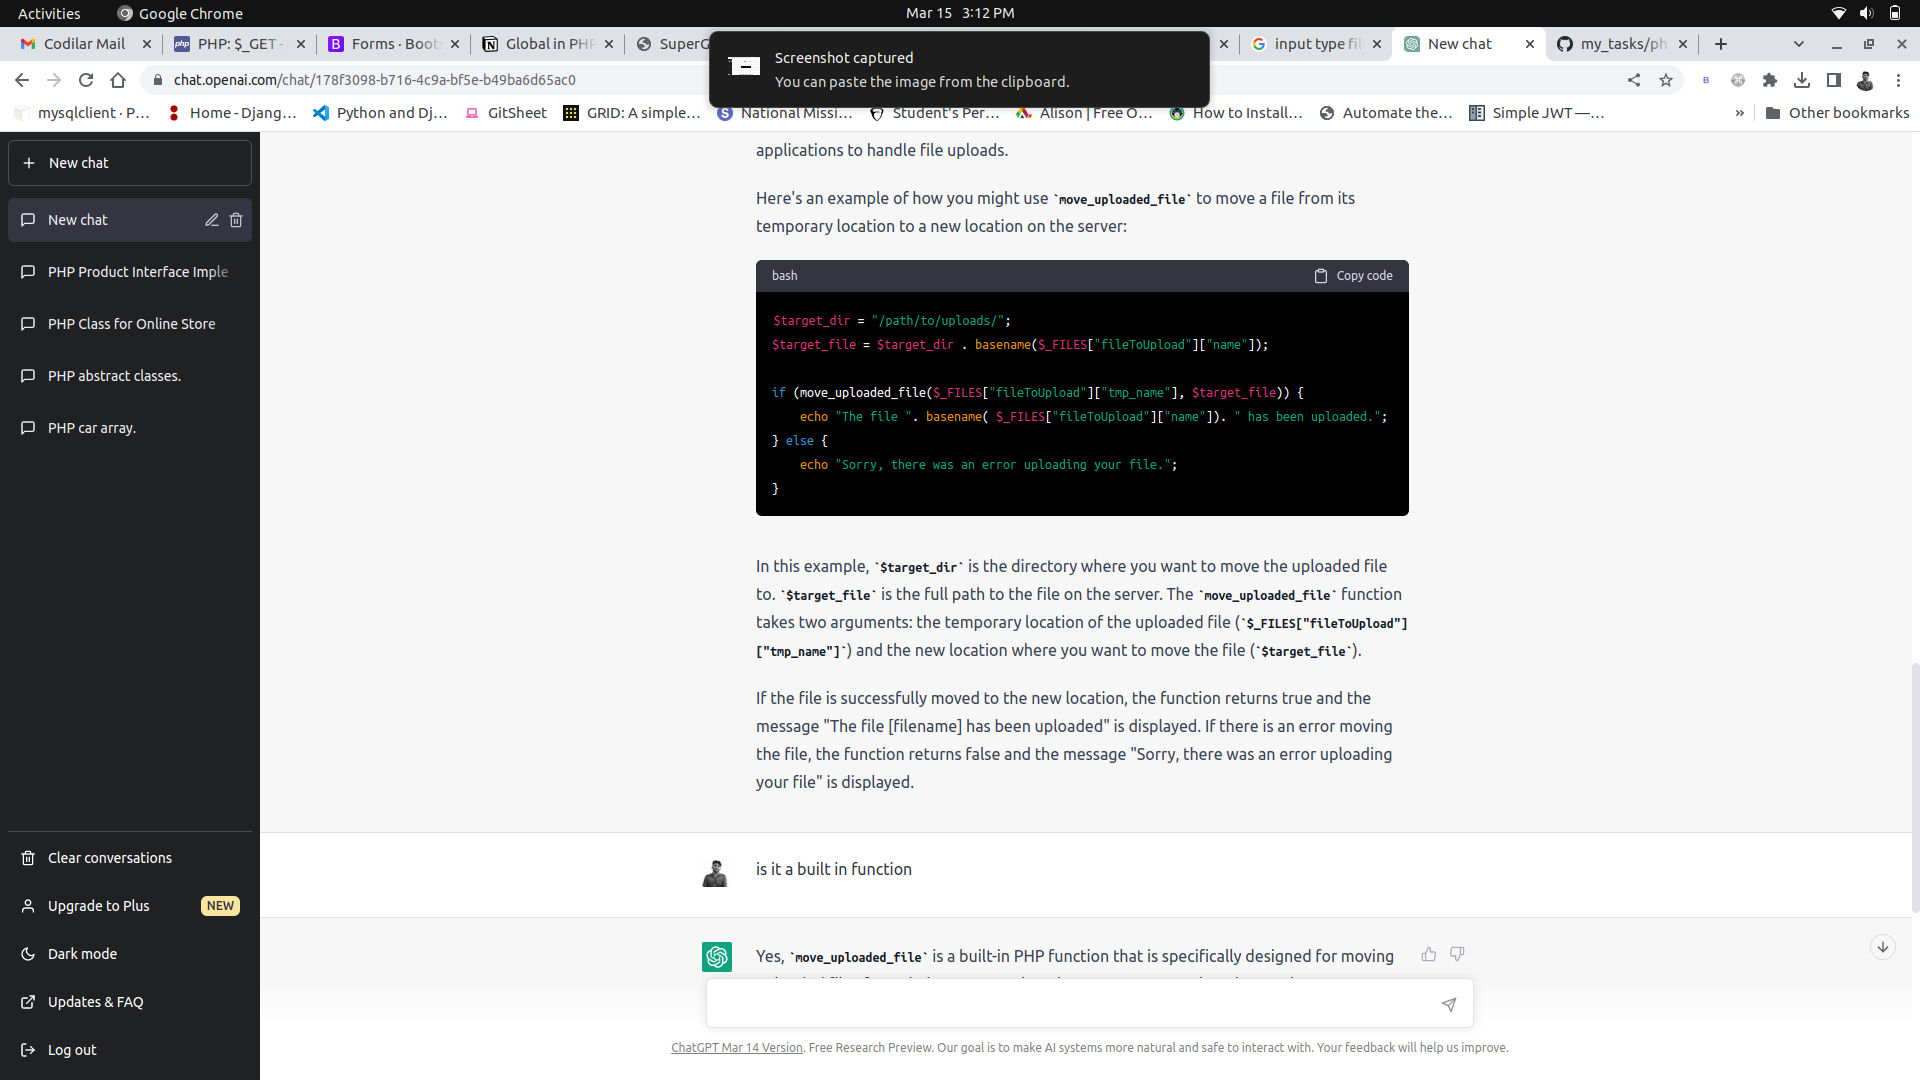 Activities
Google Chrome
Mar 15 3:12 PM
Codilar Mail
PHP: $_GET -
Forms · Boot
Global in PH
SuperG
input type fil
New chat
my_tasks/ph
Screenshot captured
You can paste the image from the clipboard.
chat.openai.com/chat/178f3098-b716-4c9a-bf5e-b49ba6d65ac0
mysqlclient · P...
Home - Djang...
Python and Dj...
GitSheet
GRID: A simple...
National Missi...
Student's Per...
Alison | Free O...
How to Install...
Automate the...
Simple JWT —...
»
Other bookmarks
New chat
New chat
PHP Product Interface Imple
PHP Class for Online Store
PHP abstract classes.
PHP car array.
Clear conversations
Upgrade to Plus
NEW
Dark mode
Updates & FAQ
Log out
applications to handle file uploads.
Here's an example of how you might use `move_uploaded_file` to move a file from its
temporary location to a new location on the server:
bash
Copy code
$target_dir = "/path/to/uploads/";
$target_file = $target_dir . basename($_FILES["fileToUpload"]["name"]);
if (move_uploaded_file($_FILES["fileToUpload"]["tmp_name"], $target_file)) {
    echo "The file ". basename( $_FILES["fileToUpload"]["name"]). " has been uploaded.";
} else {
    echo "Sorry, there was an error uploading your file.";
}
In this example, `$target_dir` is the directory where you want to move the uploaded file
to. `$target_file` is the full path to the file on the server. The `move_uploaded_file` function
takes two arguments: the temporary location of the uploaded file (`$_FILES["fileToUpload"]
["tmp_name"]`) and the new location where you want to move the file (`$target_file`).
If the file is successfully moved to the new location, the function returns true and the
message "The file [filename] has been uploaded" is displayed. If there is an error moving
the file, the function returns false and the message "Sorry, there was an error uploading
your file" is displayed.
is it a built in function
Yes, `move_uploaded_file` is a built-in PHP function that is specifically designed for moving
ChatGPT Mar 14 Version. Free Research Preview. Our goal is to make AI systems more natural and safe to interact with. Your feedback will help us improve.